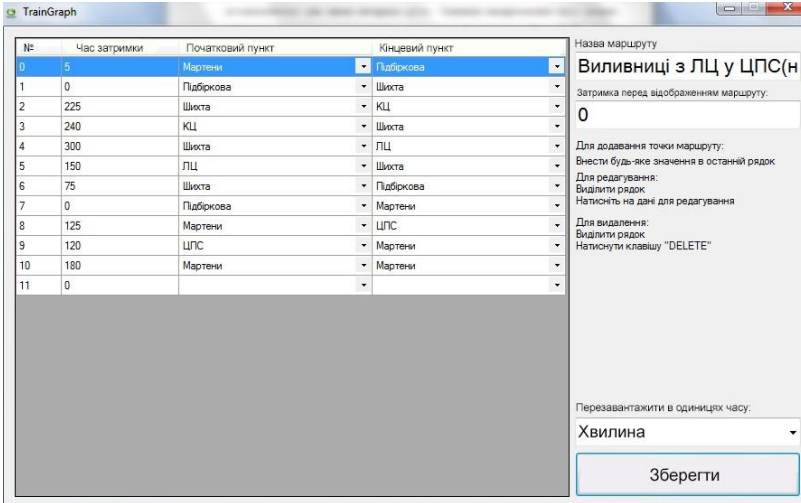 TrainGraph
№ Час затримки Початковий пункт Кінцевий пункт
0 5 Мартени Підбіркова
1 0 Підбіркова Шихта
2 225 Шихта КЦ
3 240 КЦ Шихта
4 300 Шихта ЛЦ
5 150 ЛЦ Шихта
6 75 Шихта Підбіркова
7 0 Підбіркова Мартени
8 125 Мартени ЦПС
9 120 ЦПС Мартени
10 180 Мартени Мартени
11 0
Назва маршруту
Виливниці з ЛЦ у ЦПС(н
Затримка перед відображенням маршруту:
0
Для додавання точки маршруту:
Внести будь-яке значення в останній рядок
Для редагування:
Виділити рядок
Натисніть на дані для редагування
Для видалення:
Виділити рядок
Натиснути клавішу "DELETE"
Перезавантажити в одиницях часу:
Хвилина
Зберегти